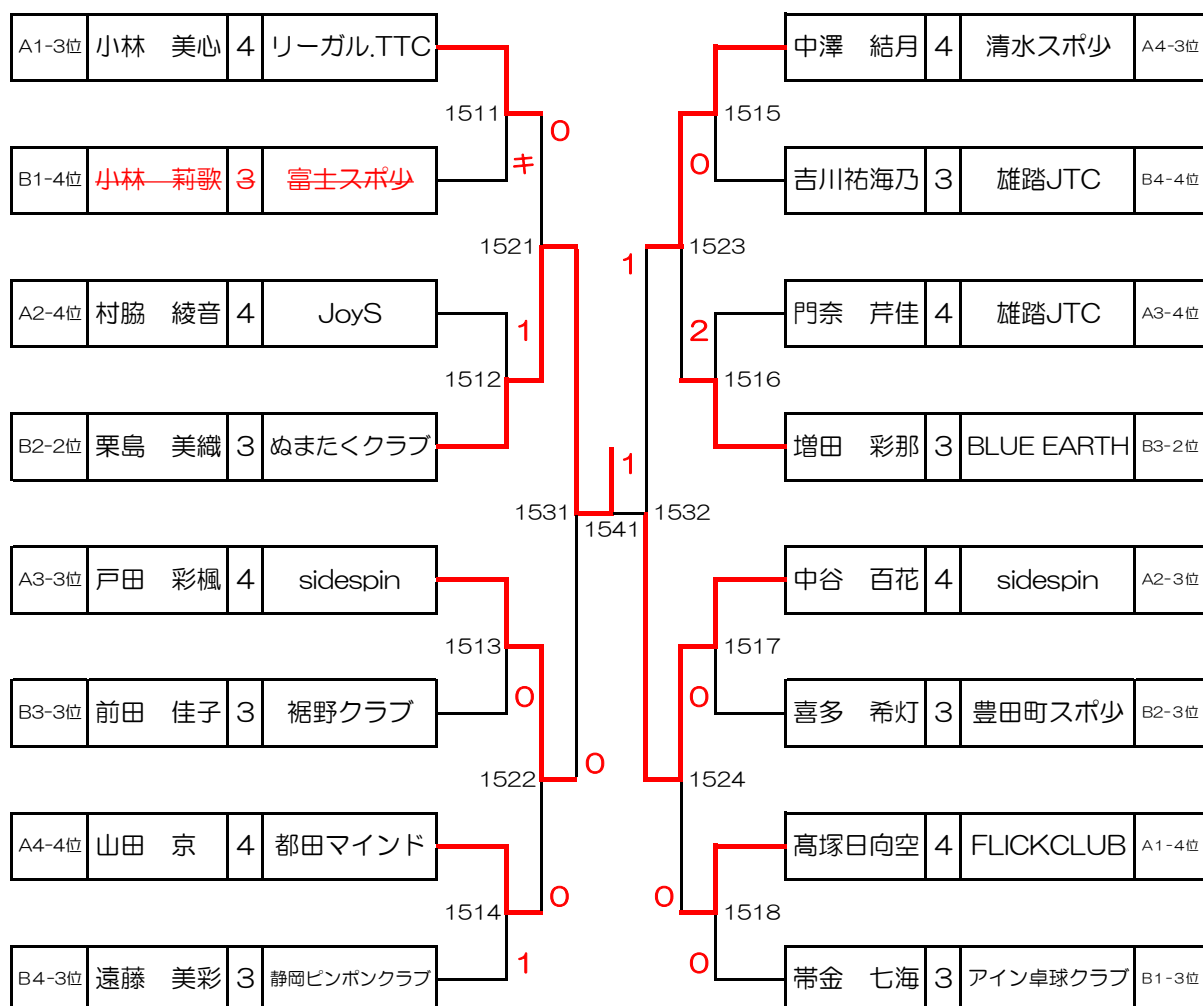 A1-3位 小林 美心 4 リーガル.TTC
中澤 結月 4 清水スポ少 A4-3位
1511
0
1515
キ
0
B1-4位 小林 莉歌 3 富士スポ少
吉川祐海乃 3 雄踏JTC B4-4位
1521
1
1523
A2-4位 村脇 綾音 4 JoyS
門奈 芹佳 4 雄踏JTC A3-4位
1
2
1512
1516
B2-2位 栗島 美織 3 ぬまたくクラブ
増田 彩那 3 BLUE EARTH B3-2位
1
1531
1541
1532
A3-3位 戸田 彩楓 4 sidespin
中谷 百花 4 sidespin A2-3位
1513
1517
0
0
B3-3位 前田 佳子 3 裾野クラブ
喜多 希灯 3 豊田町スポ少 B2-3位
1522
0
1524
A4-4位 山田 京 4 都田マインド
髙塚日向空 4 FLICKCLUB A1-4位
1514
0
0
1518
1
0
B4-3位 遠藤 美彩 3 静岡ピンポンクラブ
帯金 七海 3 アイン卓球クラブ B1-3位